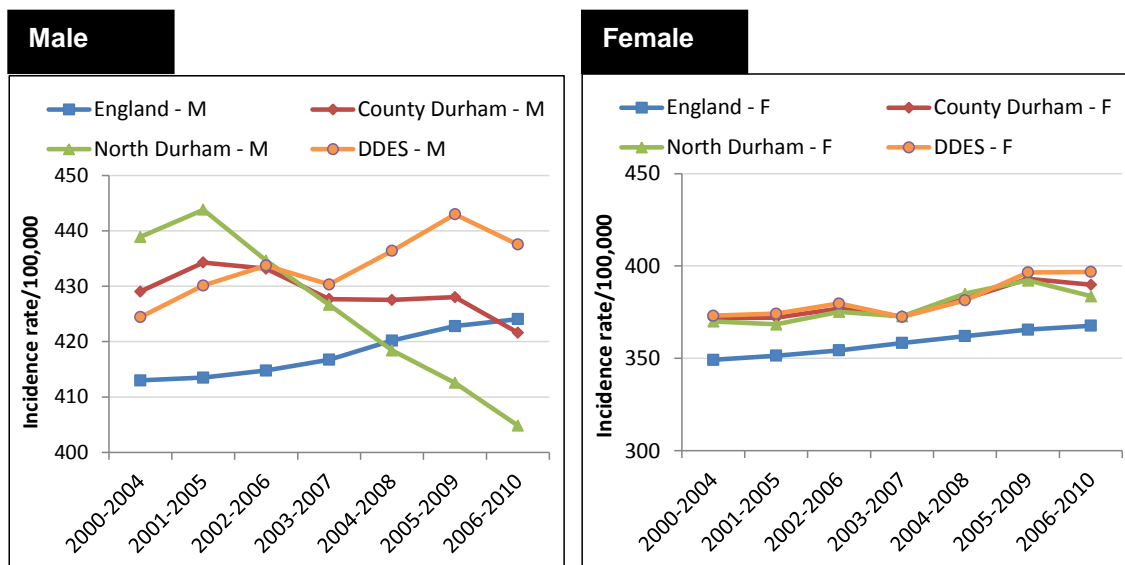 Male
England - M County Durham - M
North Durham - M DDES - M
Incidence rate/100,000
450
440
430
420
410
400
2000-2004 2001-2005 2002-2006 2003-2007 2004-2008 2005-2009 2006-2010
Female
England - F County Durham - F
North Durham - F DDES - F
Incidence rate/100,000
450
400
350
300
2000-2004 2001-2005 2002-2006 2003-2007 2004-2008 2005-2009 2006-2010